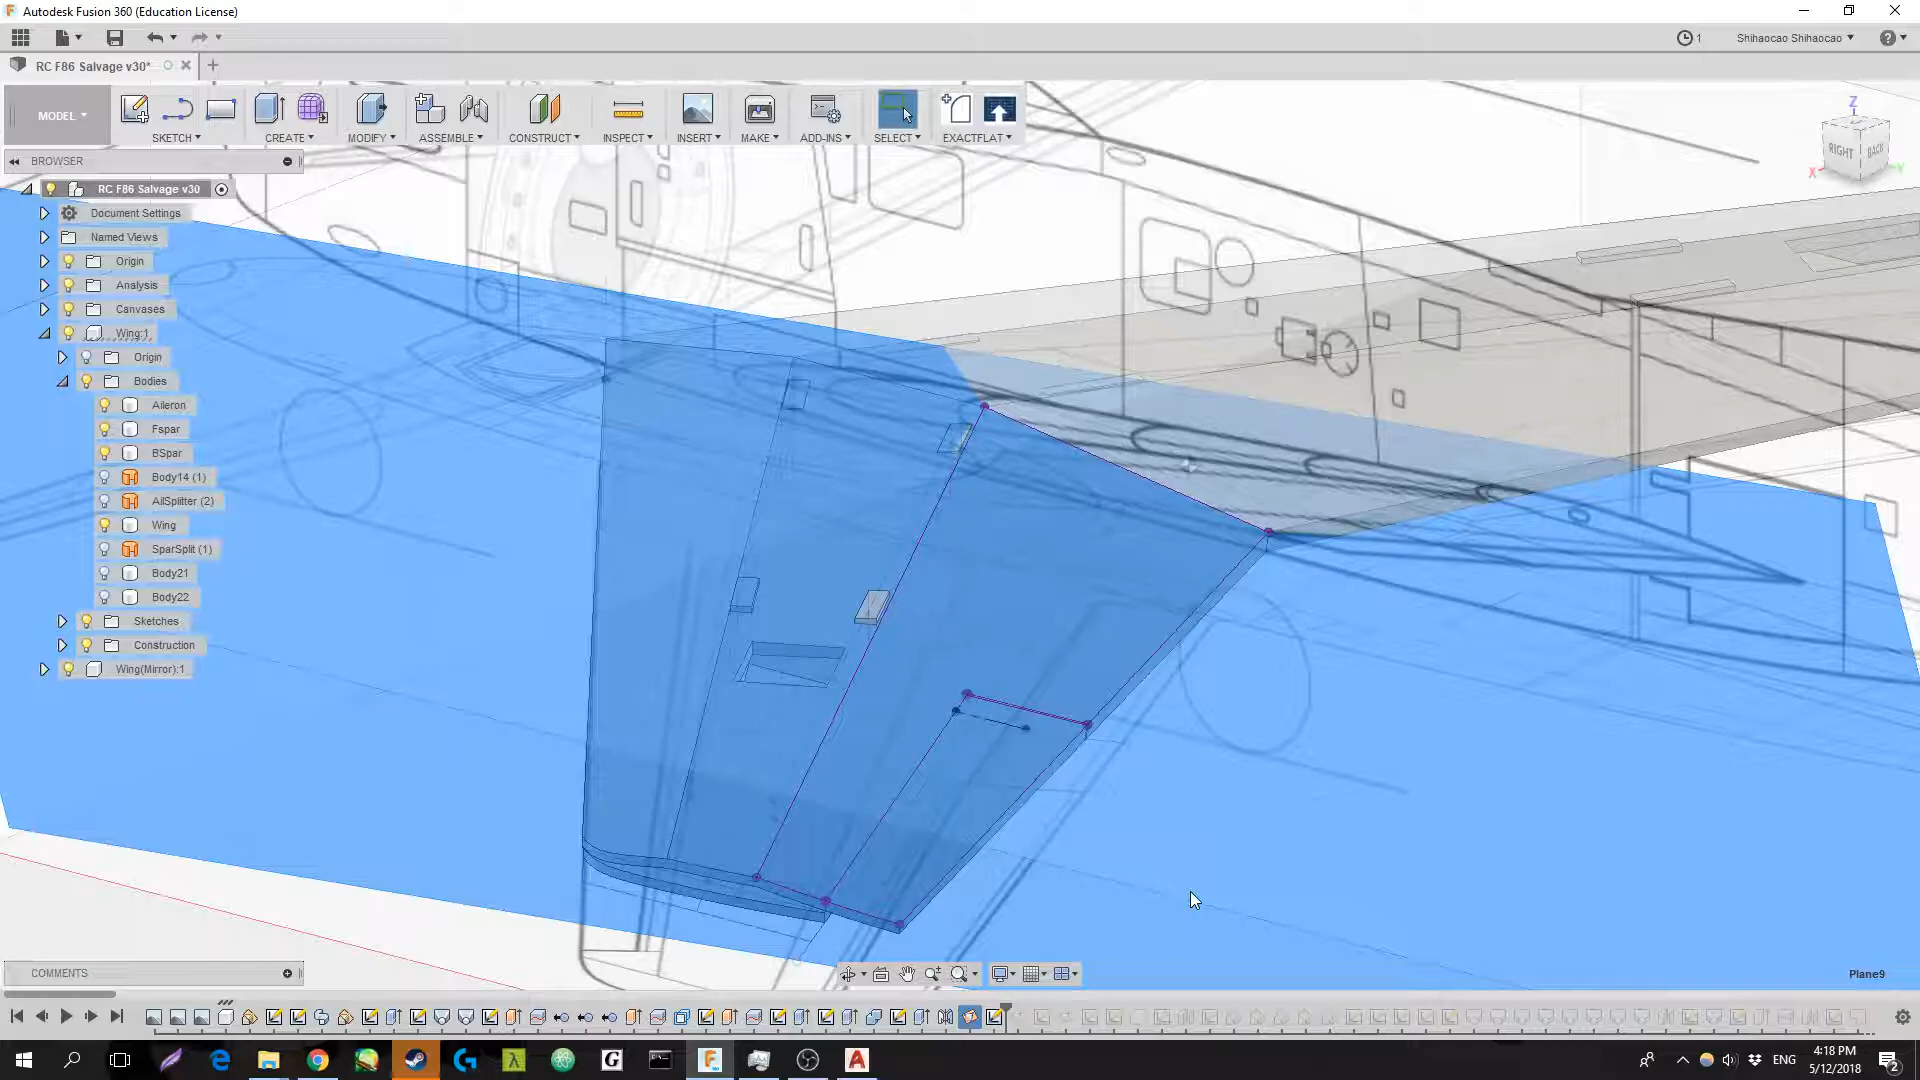 Autodesk Fusion 360 (Education License)
1
Shihaocao Shihaocao
RC F86 Salvage v30*
MODEL
SKETCH
CREATE
MODIFY
ASSEMBLE
CONSTRUCT
INSPECT
INSERT
MAKE
ADD-INS
SELECT
EXACTFLAT
Z
RIGHT
BACK
X
Y
BROWSER
RC F86 Salvage v30
Document Settings
Named Views
Origin
Analysis
Canvases
Wing:1
Origin
Bodies
Aileron
Fspar
BSpar
Body14 (1)
AilSplitter (2)
Wing
SparSplit (1)
Body21
Body22
Sketches
Construction
Wing(Mirror):1
COMMENTS
Plane9
ENG
4:18 PM
5/12/2018
2